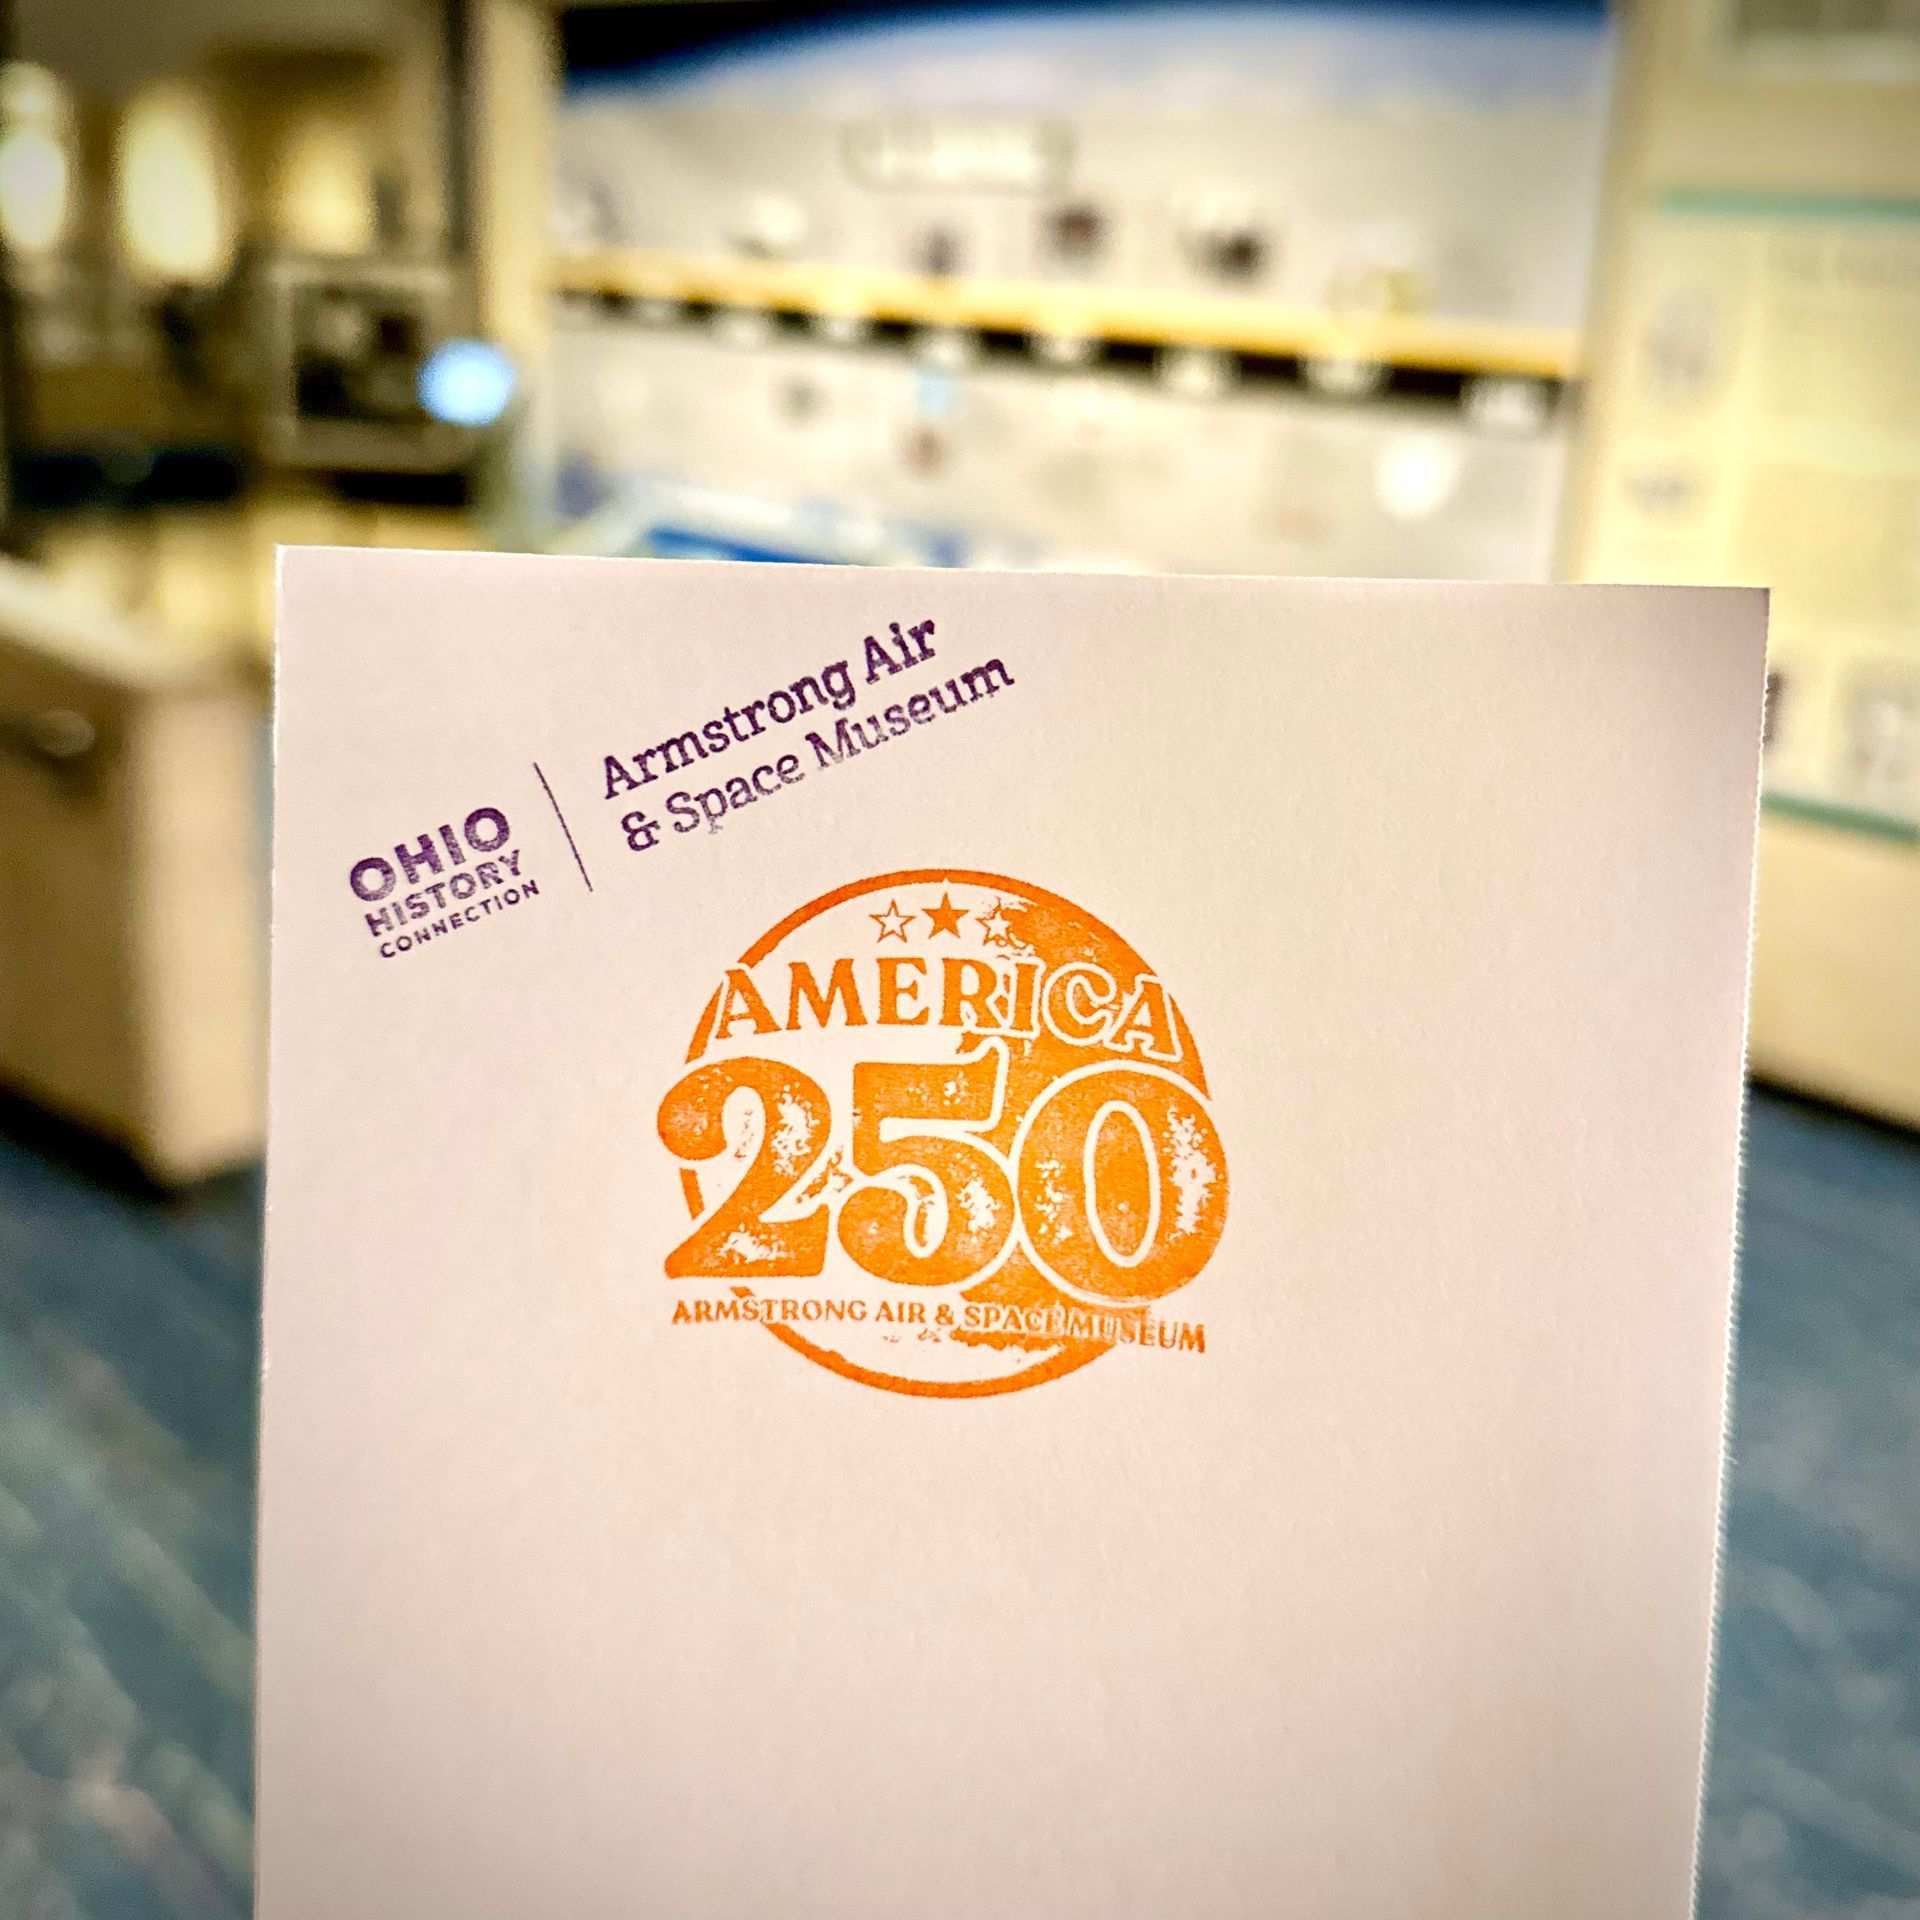 OHIO
HISTORY
CONNECTION
Armstrong Air
& Space Museum
AMERICA
250
ARMSTRONG AIR & SPACE MUSEUM